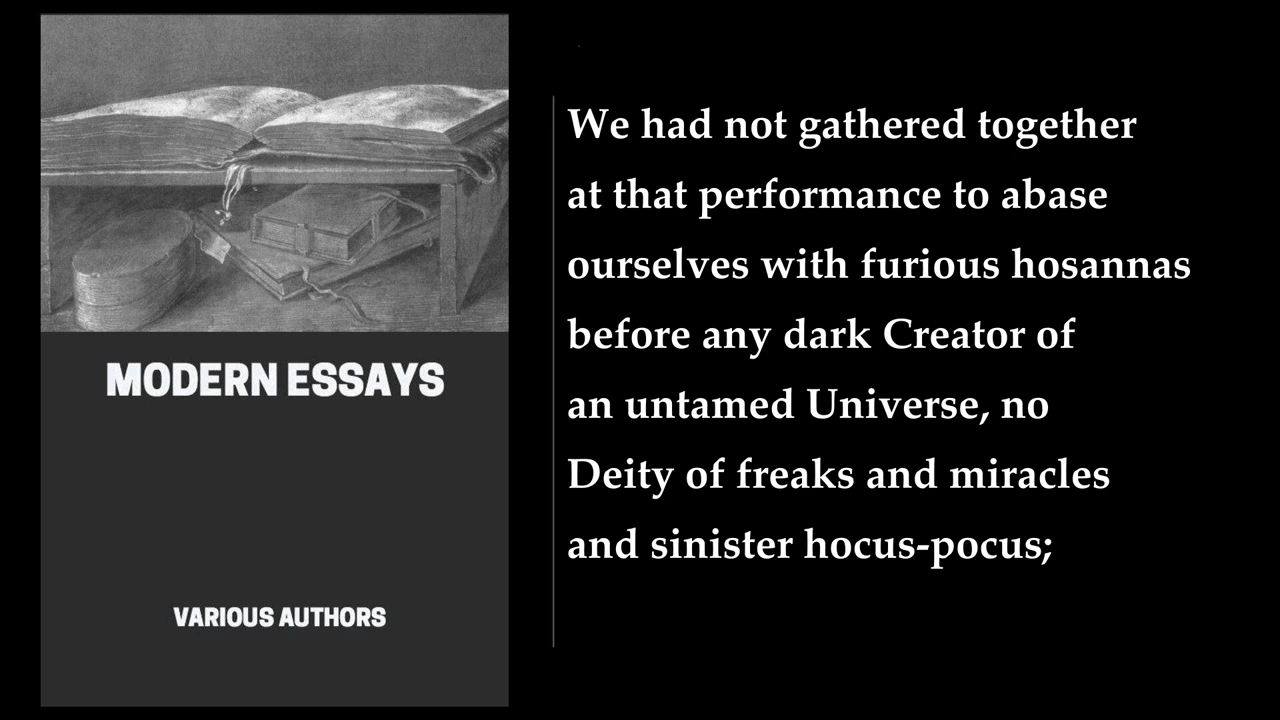 MODERN ESSAYS
VARIOUS AUTHORS
We had not gathered together
at that performance to abase
ourselves with furious hosannas
before any dark Creator of
an untamed Universe, no
Deity of freaks and miracles
and sinister hocus-pocus;